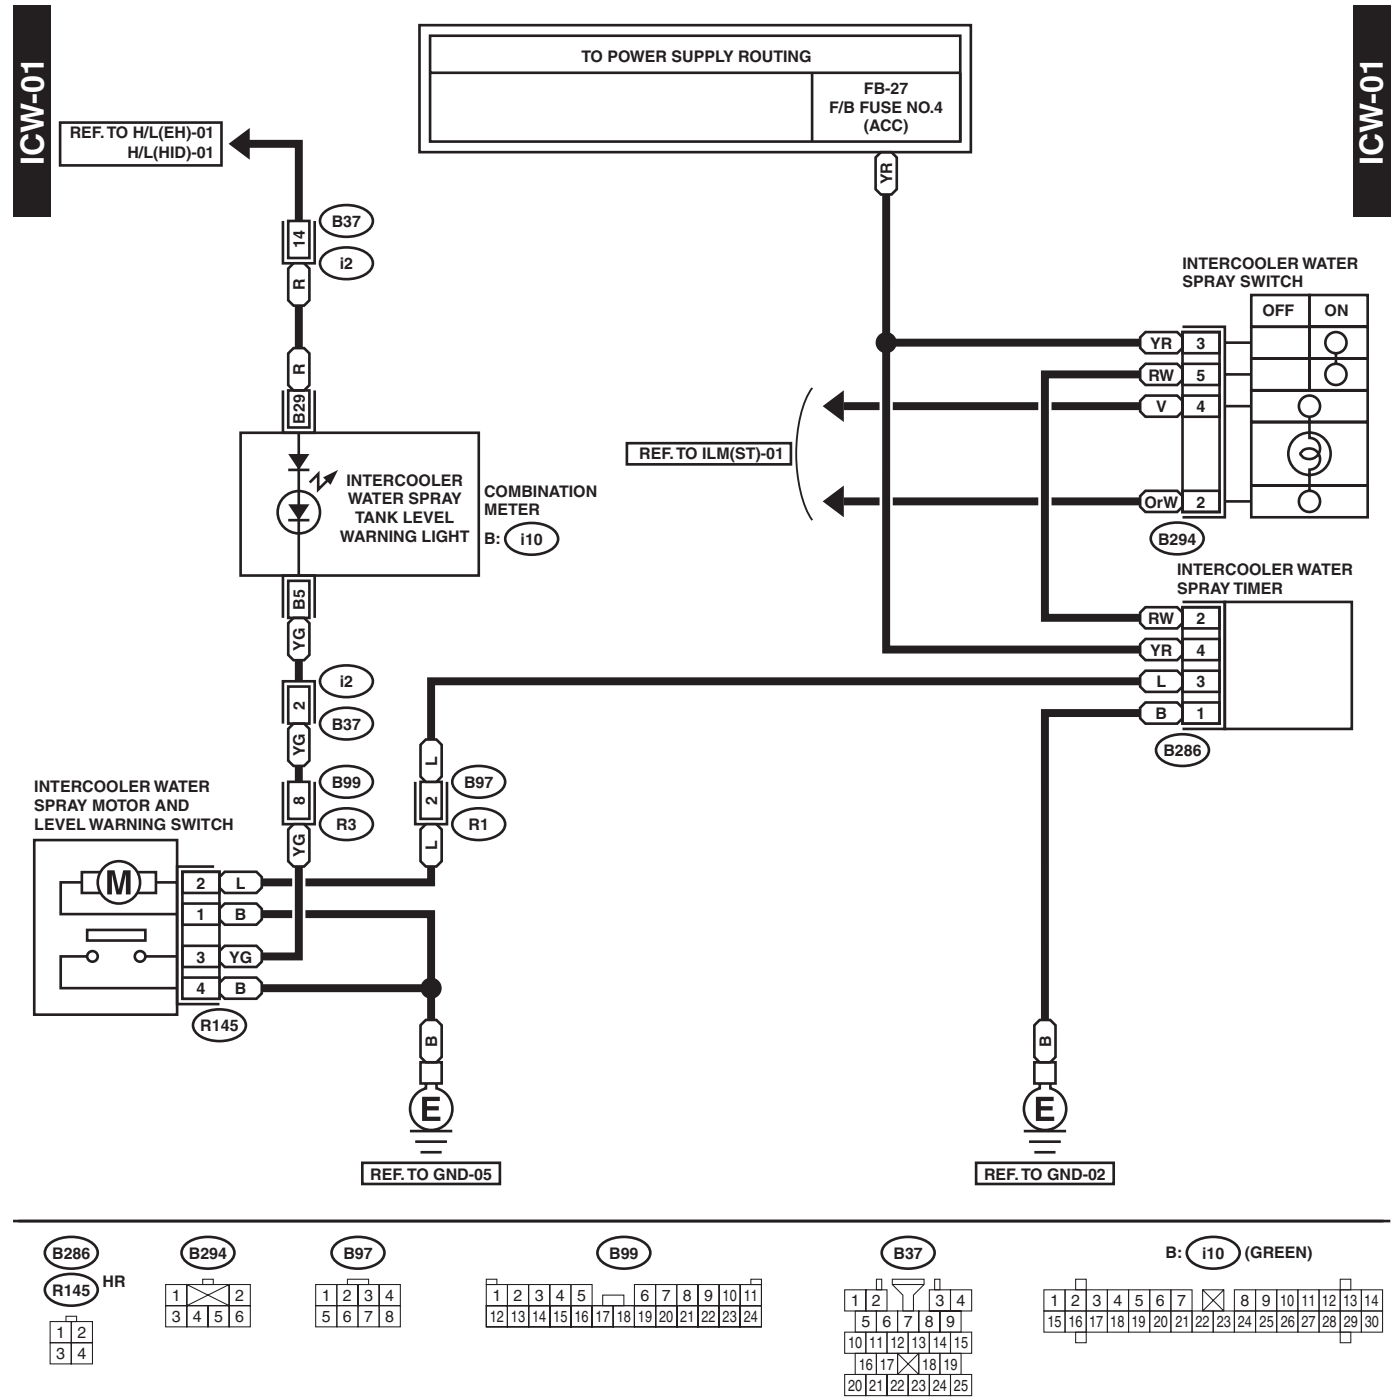 ICW-01
ICW-01
TO POWER SUPPLY ROUTING
FB-27
F/B FUSE NO.4
(ACC)
YR
REF. TO H/L(EH)-01
H/L(HID)-01
14
B37
i2
R
R
B29
INTERCOOLER
WATER SPRAY
TANK LEVEL
WARNING LIGHT
COMBINATION
METER
B: i10
B5
YG
i2
2
B37
YG
B99
8
R3
YG
L
B97
2
R1
L
INTERCOOLER WATER
SPRAY SWITCH
OFF ON
YR 3
RW 5
V 4
OrW 2
B294
REF. TO ILM(ST)-01
INTERCOOLER WATER
SPRAY TIMER
RW 2
YR 4
L 3
B 1
B286
INTERCOOLER WATER
SPRAY MOTOR AND
LEVEL WARNING SWITCH
M
2 L
1 B
3 YG
4 B
R145
B
E
REF. TO GND-05
B
E
REF. TO GND-02
B286
R145 HR
1 2
3 4
B294
1 2
3 4 5 6
B97
1 2 3 4
5 6 7 8
B99
1 2 3 4 5 6 7 8 9 10 11
12 13 14 15 16 17 18 19 20 21 22 23 24
B37
1 2 3 4
5 6 7 8 9
10 11 12 13 14 15
16 17 18 19
20 21 22 23 24 25
B: i10 (GREEN)
1 2 3 4 5 6 7 8 9 10 11 12 13 14
15 16 17 18 19 20 21 22 23 24 25 26 27 28 29 30